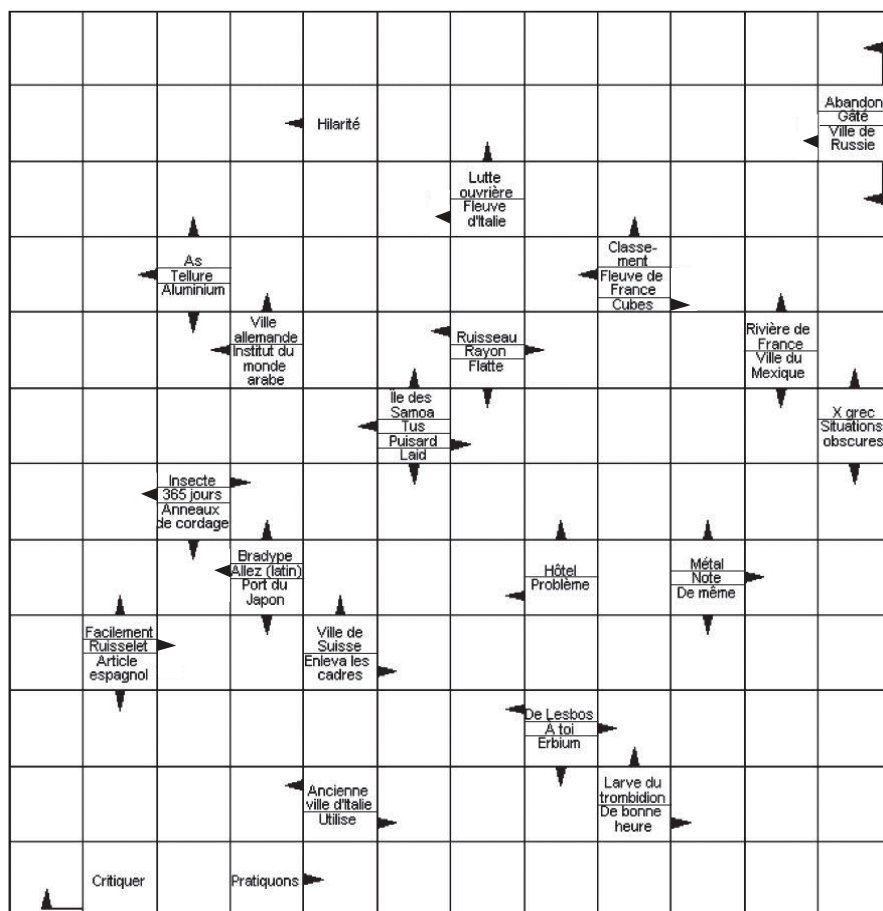 Hilarité
Abandon
Gâté
Ville de
Russie
Lutte
ouvrière
Fleuve
d'Italie
As
Tellure
Aluminium
Classe-
ment
Fleuve de
France
Cubes
Ville
allemande
Institut du
monde
arabe
Ruisseau
Rayon
Flatte
Rivière de
France
Ville du
Mexique
Île des
Samoa
Tus
Puisard
Laid
X grec
Situations
obscures
Insecte
365 jours
Anneaux
de cordage
Bradype
Allez (latin)
Port du
Japon
Hôtel
Problème
Métal
Note
De même
Facilement
Ruisselet
Article
espagnol
Ville de
Suisse
Enleva les
cadres
De Lesbos
À toi
Erbium
Ancienne
ville d'Italie
Utilise
Larve du
trombidion
De bonne
heure
Critiquer
Pratiquons